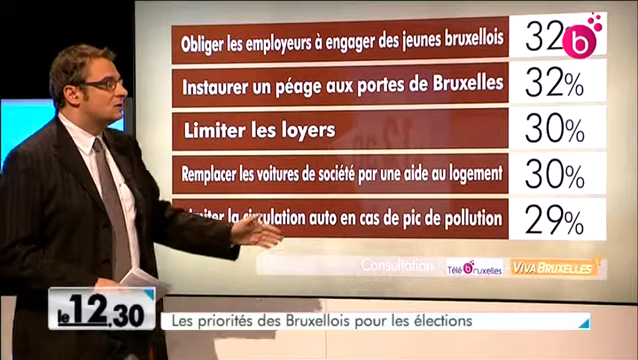 Obliger les employeurs à engager des jeunes bruxellois 32
b
Instaurer un péage aux portes de Bruxelles 32%
Limiter les loyers 30%
Remplacer les voitures de société par une aide au logement 30%
circulation auto en cas de pic de pollution 29%
Consultation Télé bruxelles VIVABRUXELLES
le 12.30
Les priorités des Bruxellois pour les élections